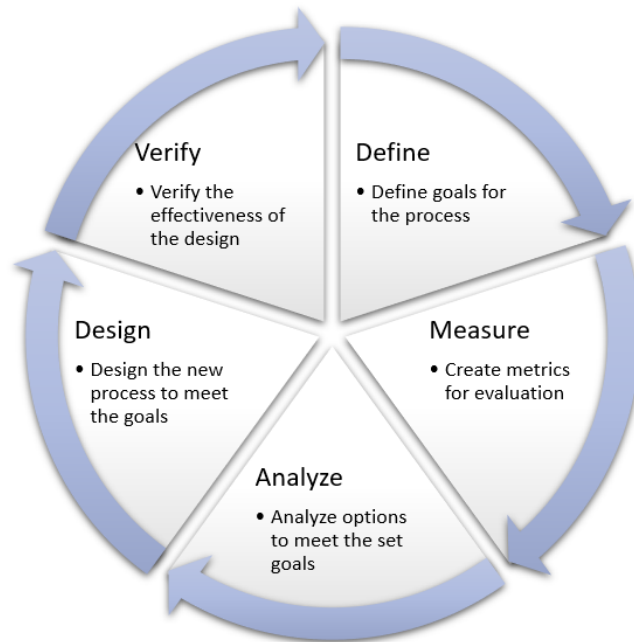 Define
• Define goals for
the process
Measure
• Create metrics
for evaluation
Analyze
• Analyze options
to meet the set
goals
Design
• Design the new
process to meet
the goals
Verify
• Verify the
effectiveness of
the design